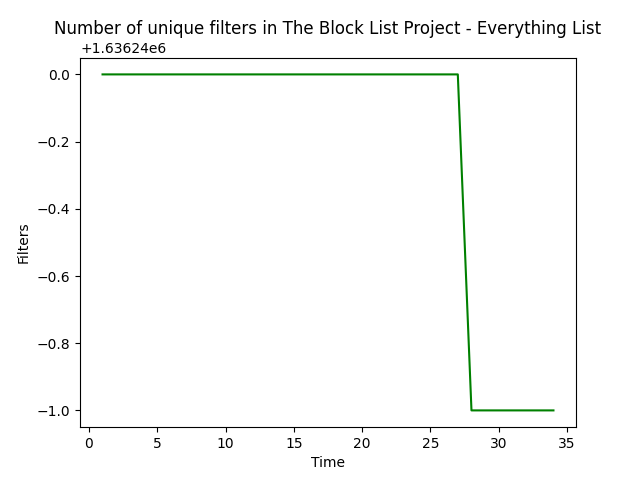 Number of unique filters in The Block List Project - Everything List
+1.63624e6
0.0
−0.2
−0.4
−0.6
−0.8
−1.0
Filters
0 5 10 15 20 25 30 35
Time